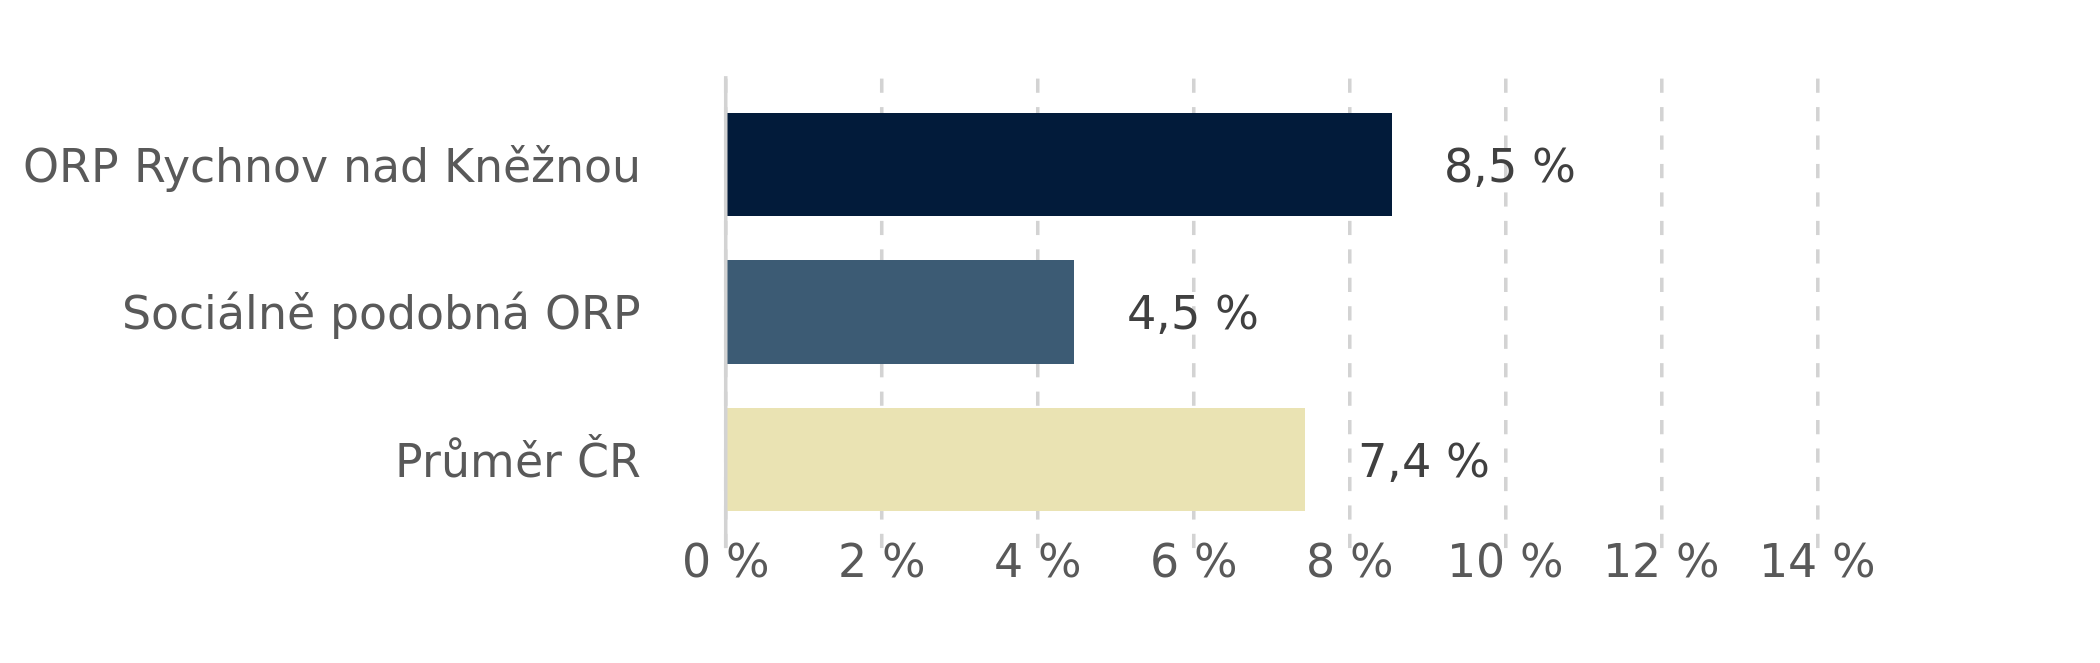 ORP Rychnov nad Kněžnou 8,5 %
Sociálně podobná ORP 4,5 %
Průměr ČR 7,4 %
0 % 2 % 4 % 6 % 8 % 10 % 12 % 14 %